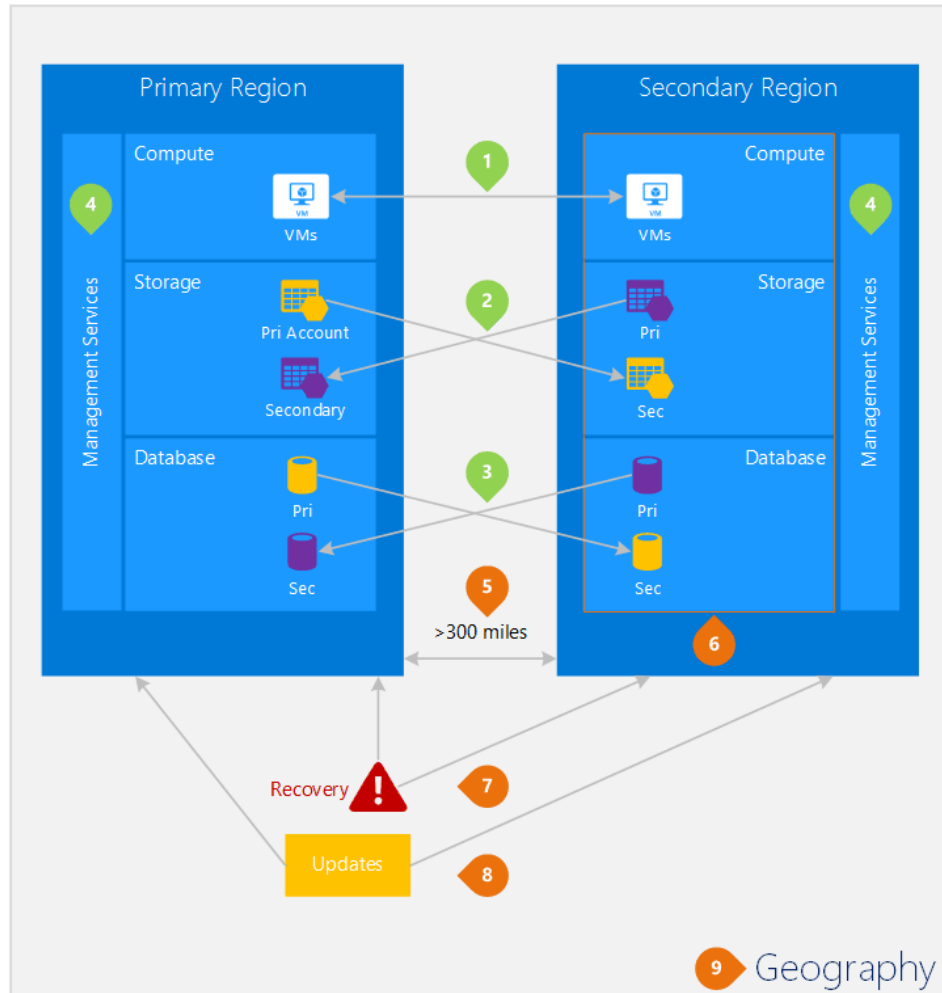 Primary Region
Secondary Region
Compute
1
Compute
4
VM
VM
4
VMs
VMs
Storage
2
Storage
Pri Account
Pri
Management Services
Management Services
Secondary
Sec
Database
3
Database
Pri
Pri
Sec
Sec
5
>300 miles
6
Recovery
7
Updates
8
9
Geography